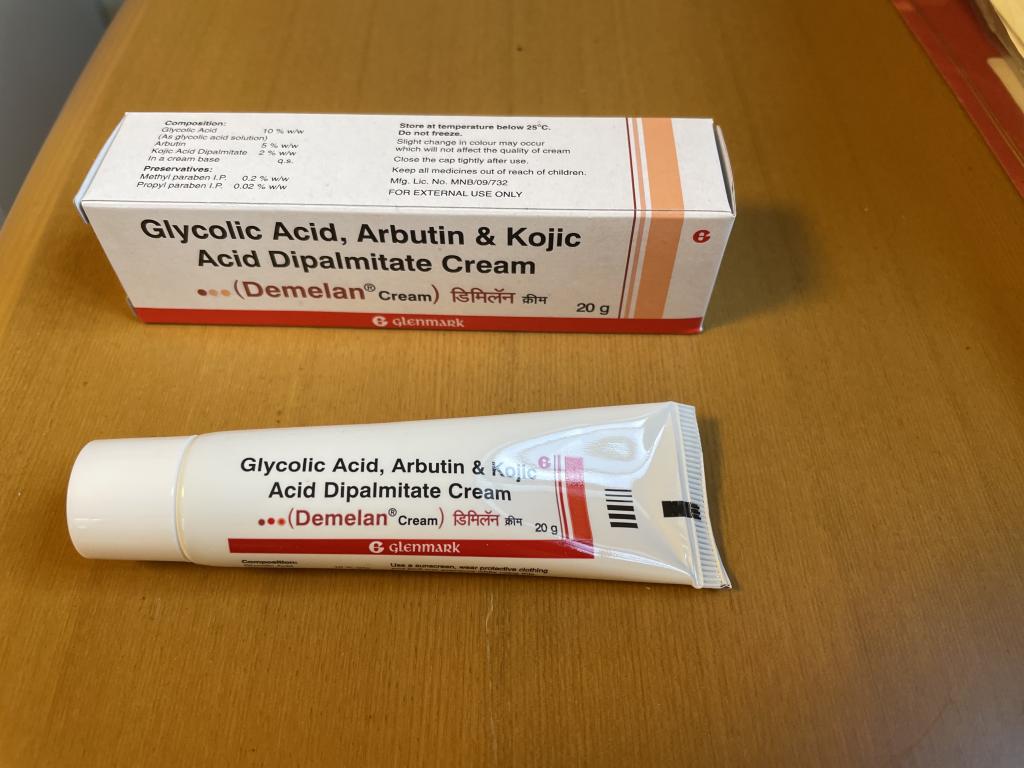 Composition:
Glycolic Acid 10 % w/w
(As glycolic acid solution)
Arbutin 5 % w/w
Kojic Acid Dipalmitate 2 % w/w
In a cream base q.s.
Preservatives:
Methyl paraben I.P. 0.2 % w/w
Propyl paraben I.P. 0.02 % w/w
Store at temperature below 25°C.
Do not freeze.
Slight change in colour may occur
which will not affect the quality of cream
Close the cap tightly after use.
Keep all medicines out of reach of children.
Mfg. Lic. No. MNB/09/732
FOR EXTERNAL USE ONLY
Glycolic Acid, Arbutin & Kojic
Acid Dipalmitate Cream
(Demelan® Cream) डिमिलॅन क्रीम 20 g
glenmark
Glycolic Acid, Arbutin & Kojic
Acid Dipalmitate Cream
(Demelan® Cream) डिमिलॅन क्रीम 20 g
glenmark
Composition:
Use a sunscreen, wear protective clothing